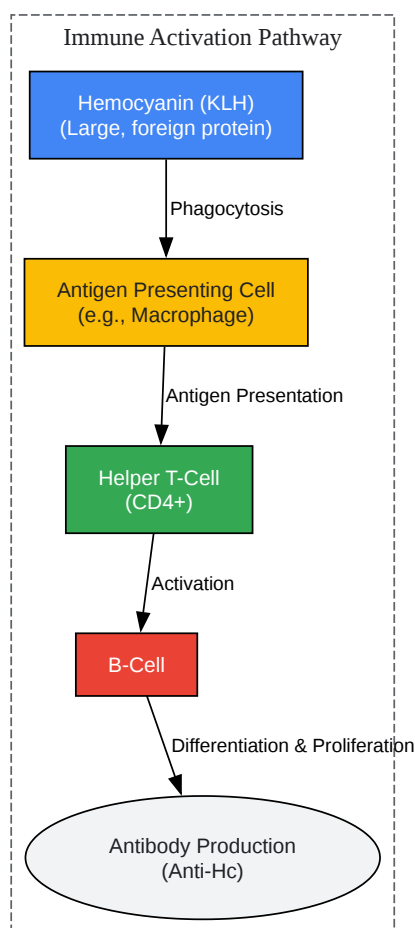 Immune Activation Pathway
Hemocyanin (KLH)
(Large, foreign protein)
Phagocytosis
Antigen Presenting Cell
(e.g., Macrophage)
Antigen Presentation
Helper T-Cell
(CD4+)
Activation
B-Cell
Differentiation & Proliferation
Antibody Production
(Anti-Hc)